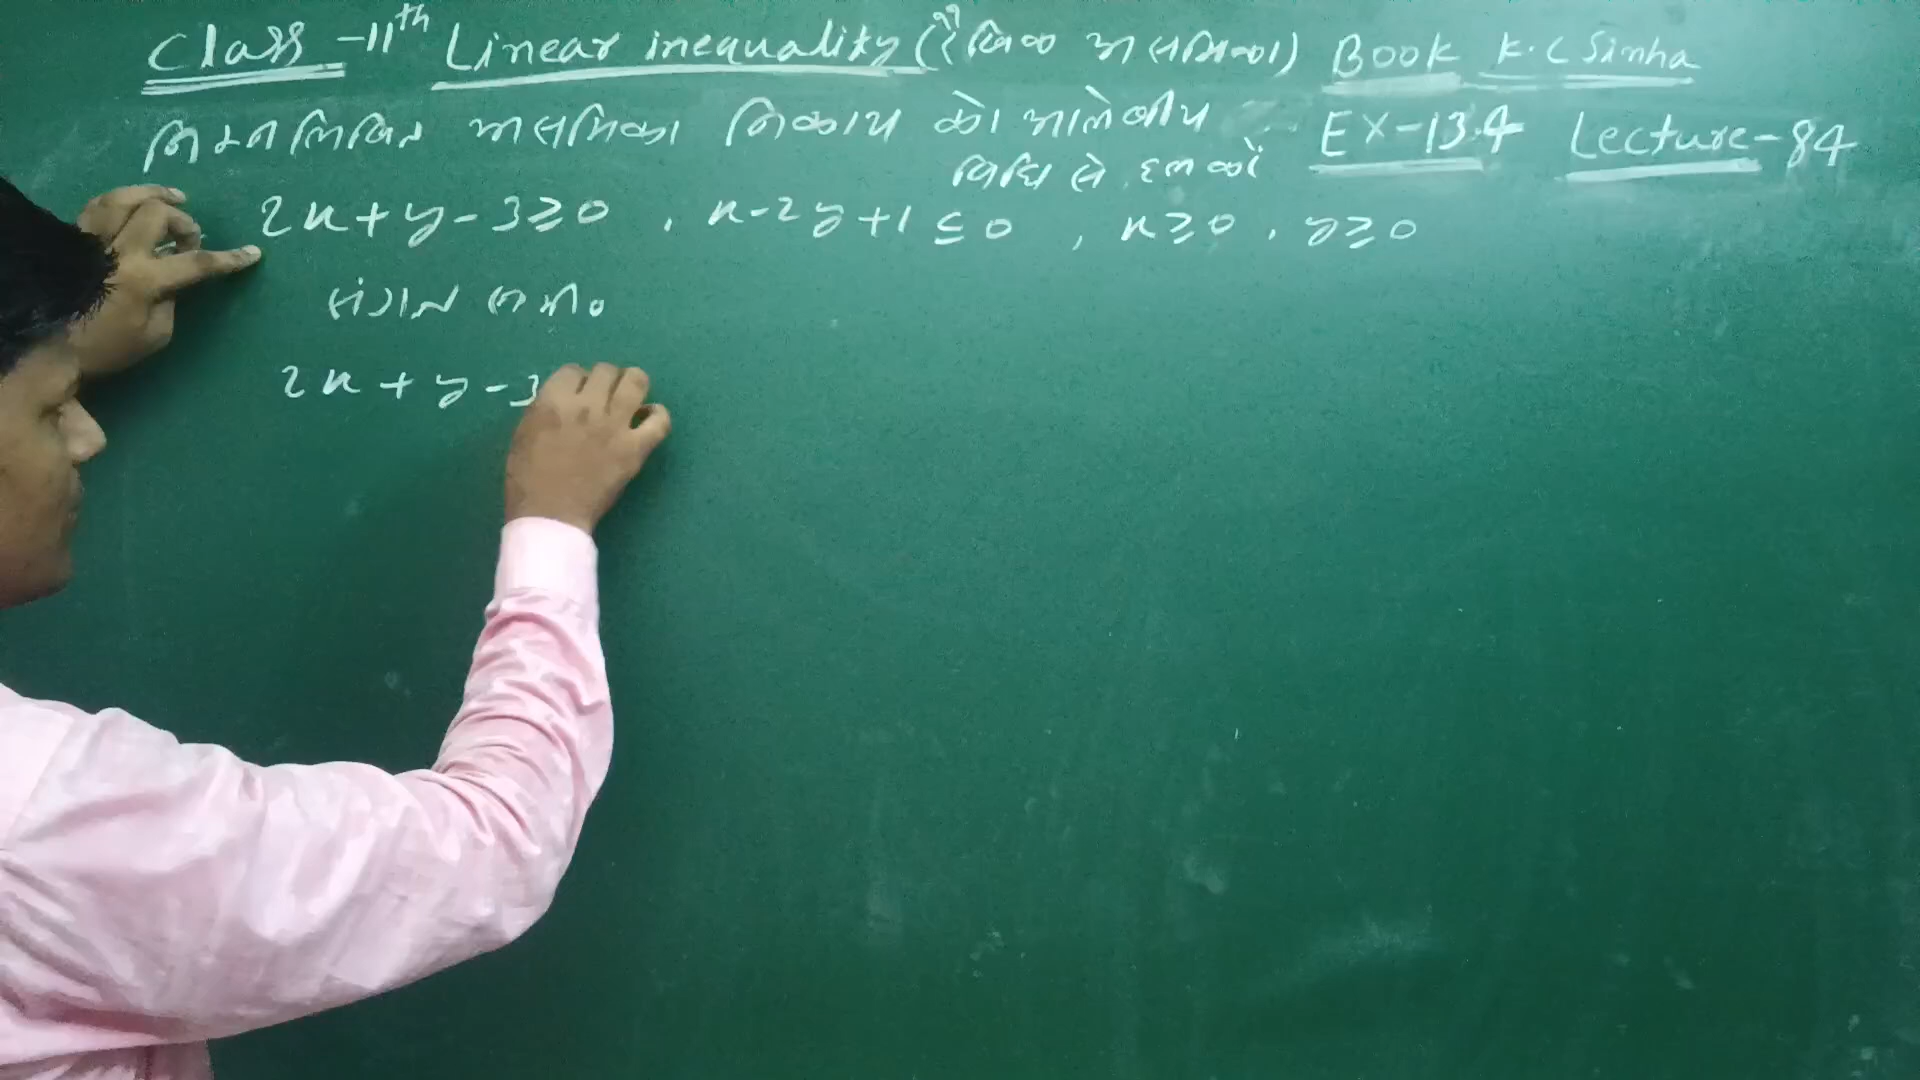 Class-11th Linear inequality (रैखिक असमिका) Book K.C Sinha
निम्नलिखित असमिका निकाय को आलेखीय विधि से हल करें EX-13.4 Lecture-84
2x+y-3≥0 , x-2y+1≤0 , x≥0 , y≥0
संगत समी०
2x+y-3